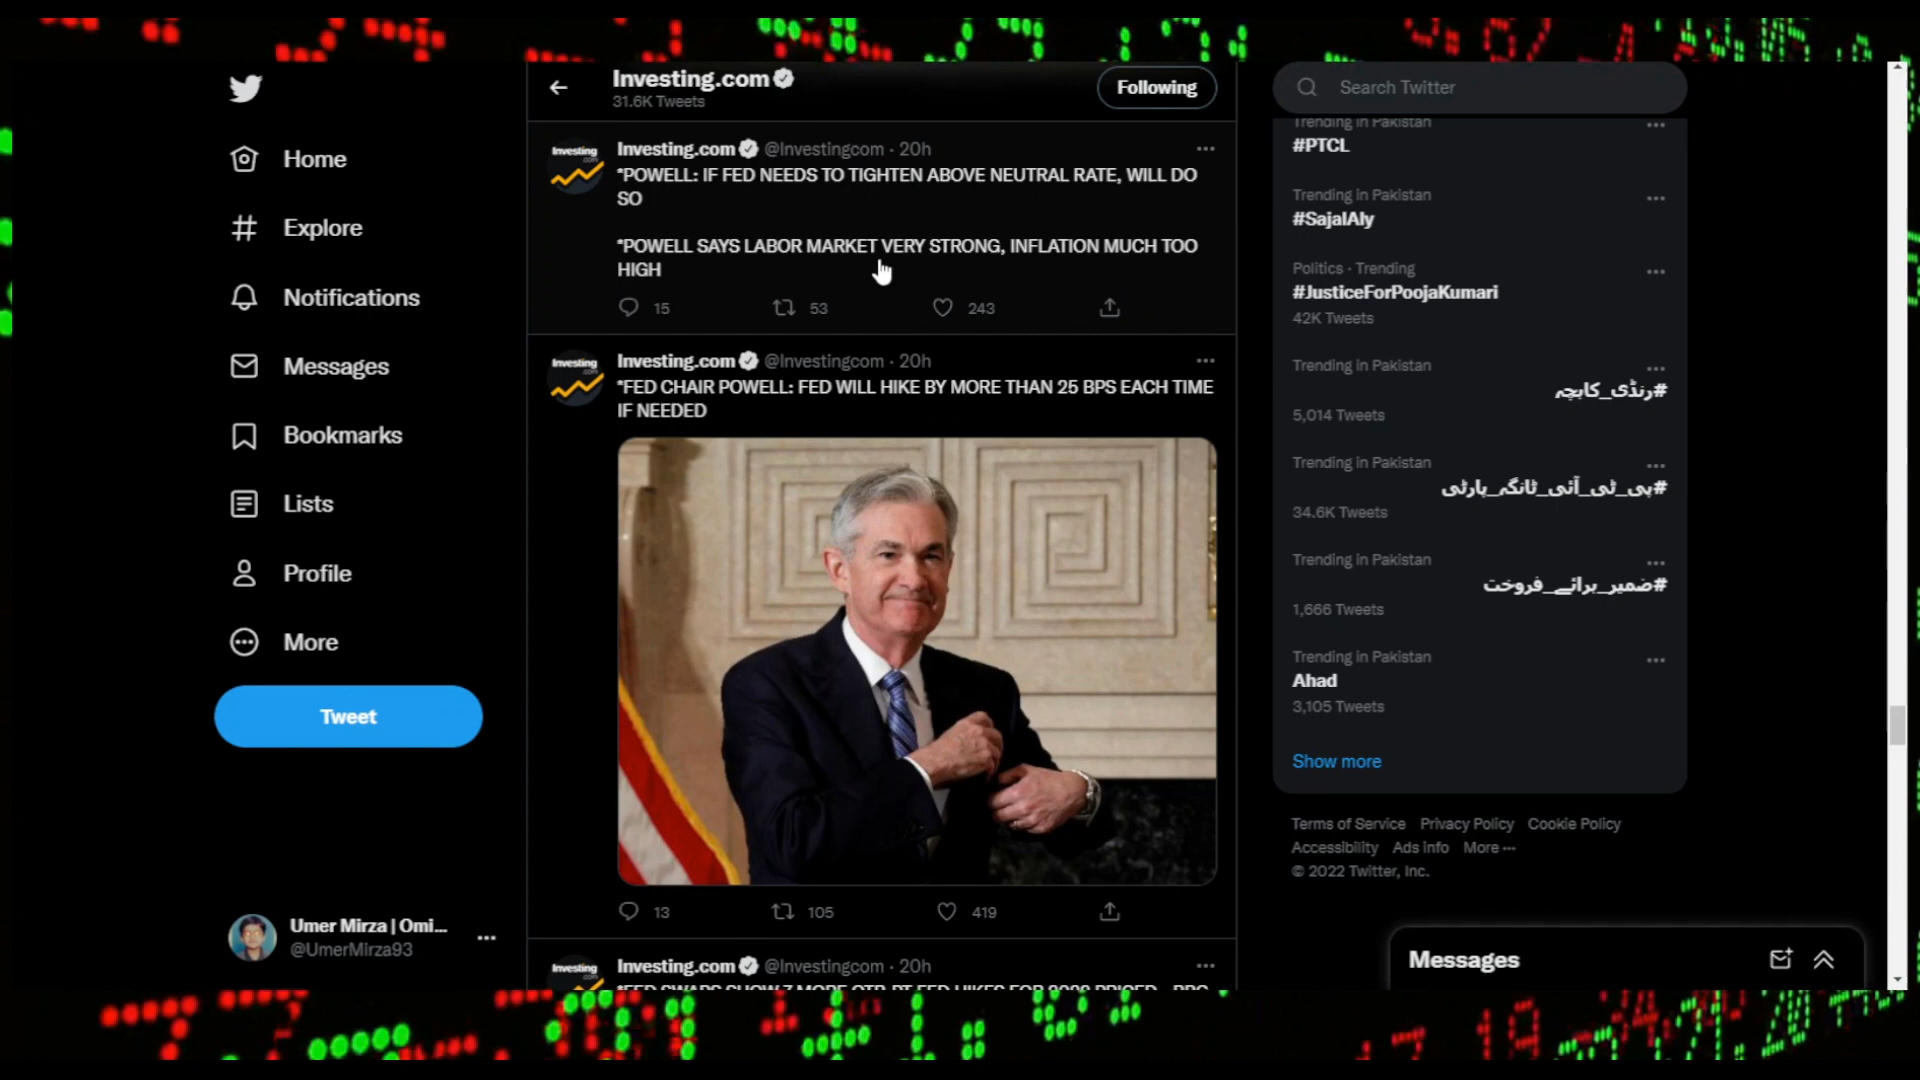 Investing.com
31.6K Tweets
Following
Search Twitter
Home
Explore
Notifications
Messages
Bookmarks
Lists
Profile
More
Tweet
Umer Mirza | Omi...
@UmerMirza93
Investing.com @Investingcom · 20h
*POWELL: IF FED NEEDS TO TIGHTEN ABOVE NEUTRAL RATE, WILL DO
SO
*POWELL SAYS LABOR MARKET VERY STRONG, INFLATION MUCH TOO
HIGH
15 53 243
Investing.com @Investingcom · 20h
*FED CHAIR POWELL: FED WILL HIKE BY MORE THAN 25 BPS EACH TIME
IF NEEDED
13 105 419
Investing.com @Investingcom · 20h
Trending in Pakistan
#PTCL
Trending in Pakistan
#SajalAly
Politics · Trending
#JusticeForPoojaKumari
42K Tweets
Trending in Pakistan
#رنڈی_کابچہ
5,014 Tweets
Trending in Pakistan
#پی_ٹی_آئی_ٹانگہ_پارٹی
34.6K Tweets
Trending in Pakistan
#ضمیر_برائے_فروخت
1,666 Tweets
Trending in Pakistan
Ahad
3,105 Tweets
Show more
Terms of Service Privacy Policy Cookie Policy
Accessibility Ads info More ···
© 2022 Twitter, Inc.
Messages